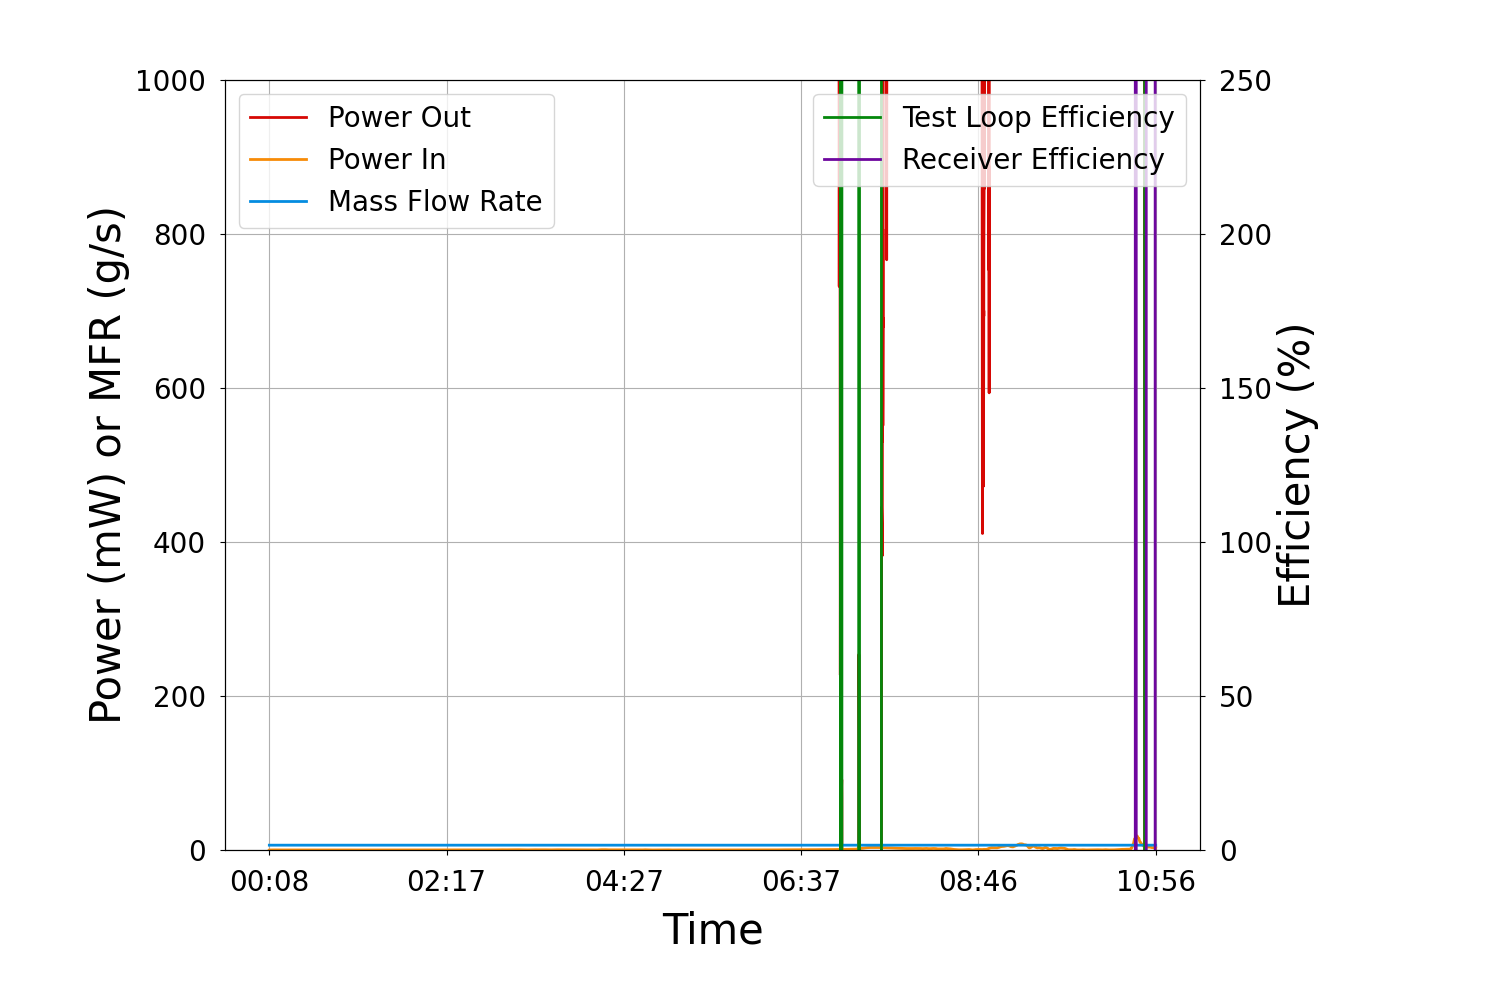 Power Out
Power In
Mass Flow Rate
Test Loop Efficiency
Receiver Efficiency
Power (mW) or MFR (g/s)
1000
800
600
400
200
0
250
200
150
100
50
0
Efficiency (%)
00:08 02:17 04:27 06:37 08:46 10:56
Time